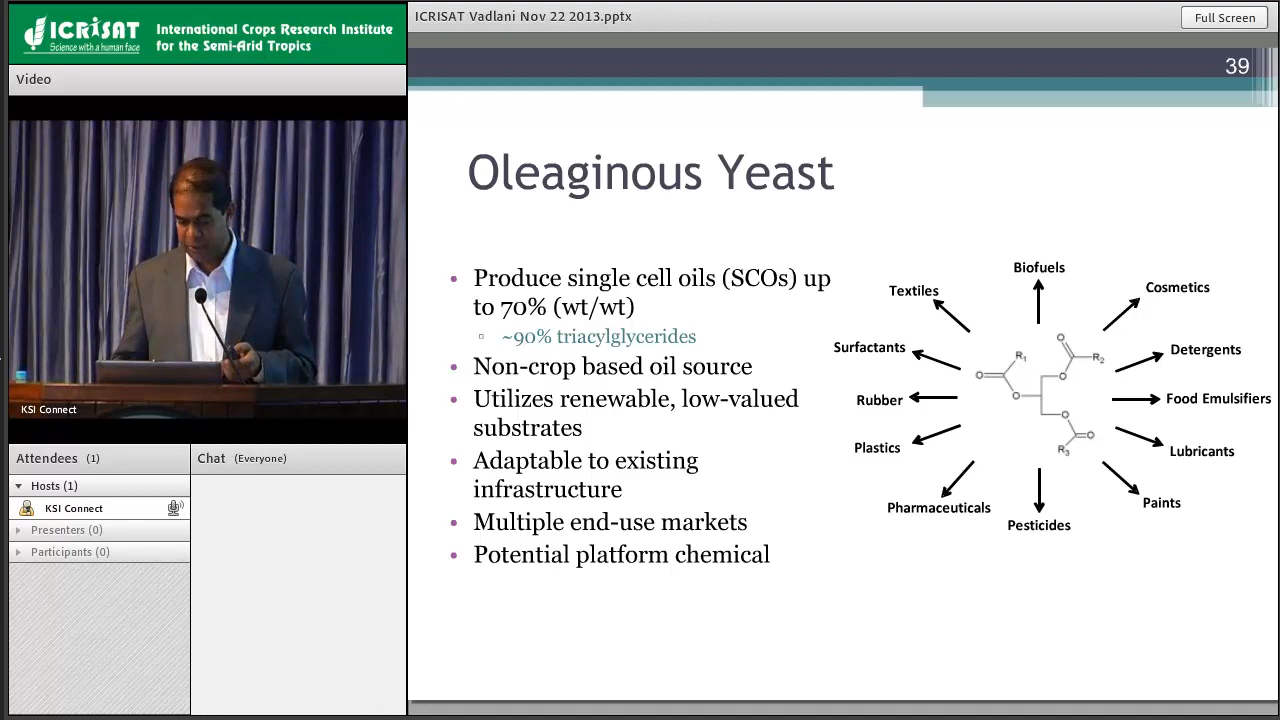 ICRISAT
Science with a human face
International Crops Research Institute
for the Semi-Arid Tropics
Video
KSI Connect
Attendees (1)
Hosts (1)
KSI Connect
Presenters (0)
Participants (0)
Chat (Everyone)
ICRISAT Vadlani Nov 22 2013.pptx
Full Screen
39
Oleaginous Yeast
• Produce single cell oils (SCOs) up
to 70% (wt/wt)
▫ ~90% triacylglycerides
• Non-crop based oil source
• Utilizes renewable, low-valued
substrates
• Adaptable to existing
infrastructure
• Multiple end-use markets
• Potential platform chemical
Biofuels
Textiles
Cosmetics
Surfactants
Detergents
Rubber
Food Emulsifiers
Plastics
Lubricants
Pharmaceuticals
Paints
Pesticides
O
R1
O
R2
O
O
O
O
R3